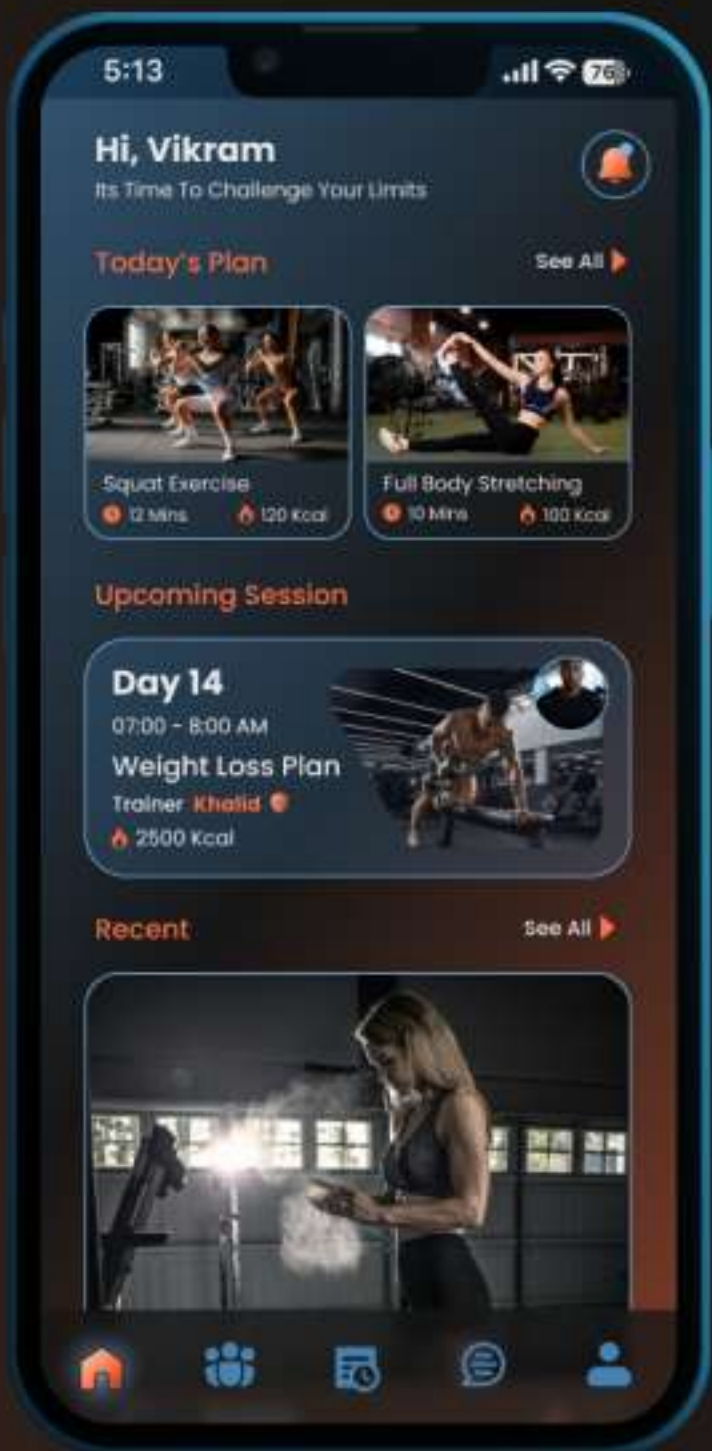 5:13
76
Hi, Vikram
Its Time To Challenge Your Limits
Today's Plan
See All
Squat Exercise
12 Mins
120 Kcal
Full Body Stretching
10 Mins
100 Kcal
Upcoming Session
Day 14
07:00 - 8:00 AM
Weight Loss Plan
Trainer Khalid
2500 Kcal
Recent
See All